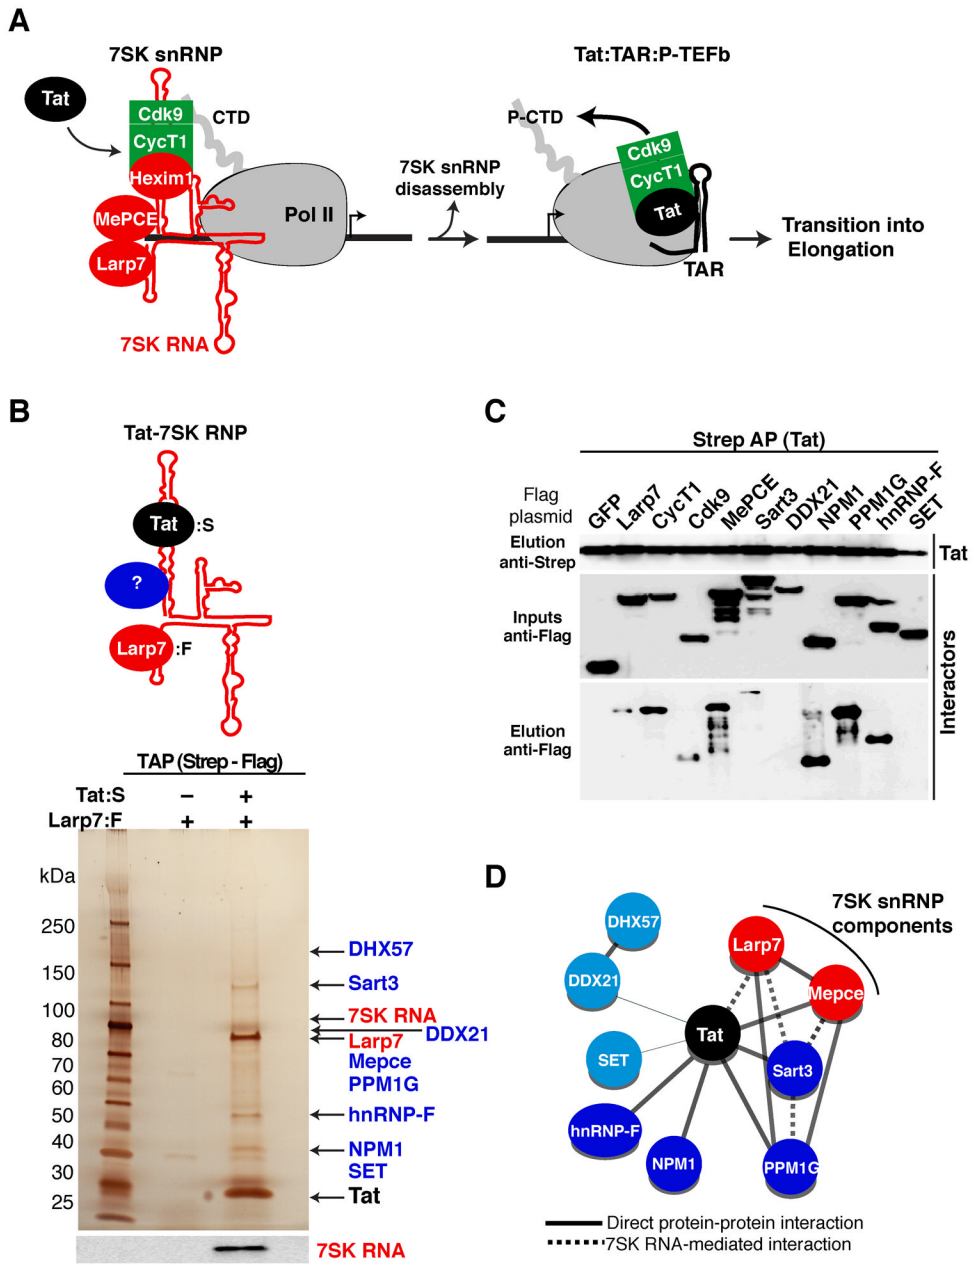 A
7SK snRNP
Tat:TAR:P-TEFb
Tat
Cdk9
CycT1
Hexim1
MePCE
Larp7
CTD
Pol II
7SK RNA
7SK snRNP
disassembly
P-CTD
Cdk9
CycT1
Tat
TAR
Transition into
Elongation
B
Tat-7SK RNP
Tat :S
?
Larp7 :F
TAP (Strep - Flag)
Tat:S – +
Larp7:F + +
kDa
250
150
100
80
70
60
50
40
30
25
DHX57
Sart3
7SK RNA
DDX21
Larp7
Mepce
PPM1G
hnRNP-F
NPM1
SET
Tat
7SK RNA
C
Strep AP (Tat)
Flag
plasmid
GFP
Larp7
CycT1
Cdk9
MePCE
Sart3
DDX21
NPM1
PPM1G
hnRNP-F
SET
Elution
anti-Strep
Tat
Inputs
anti-Flag
Elution
anti-Flag
Interactors
D
7SK snRNP
components
DHX57
DDX21
SET
hnRNP-F
NPM1
Tat
Larp7
Mepce
Sart3
PPM1G
Direct protein-protein interaction
7SK RNA-mediated interaction